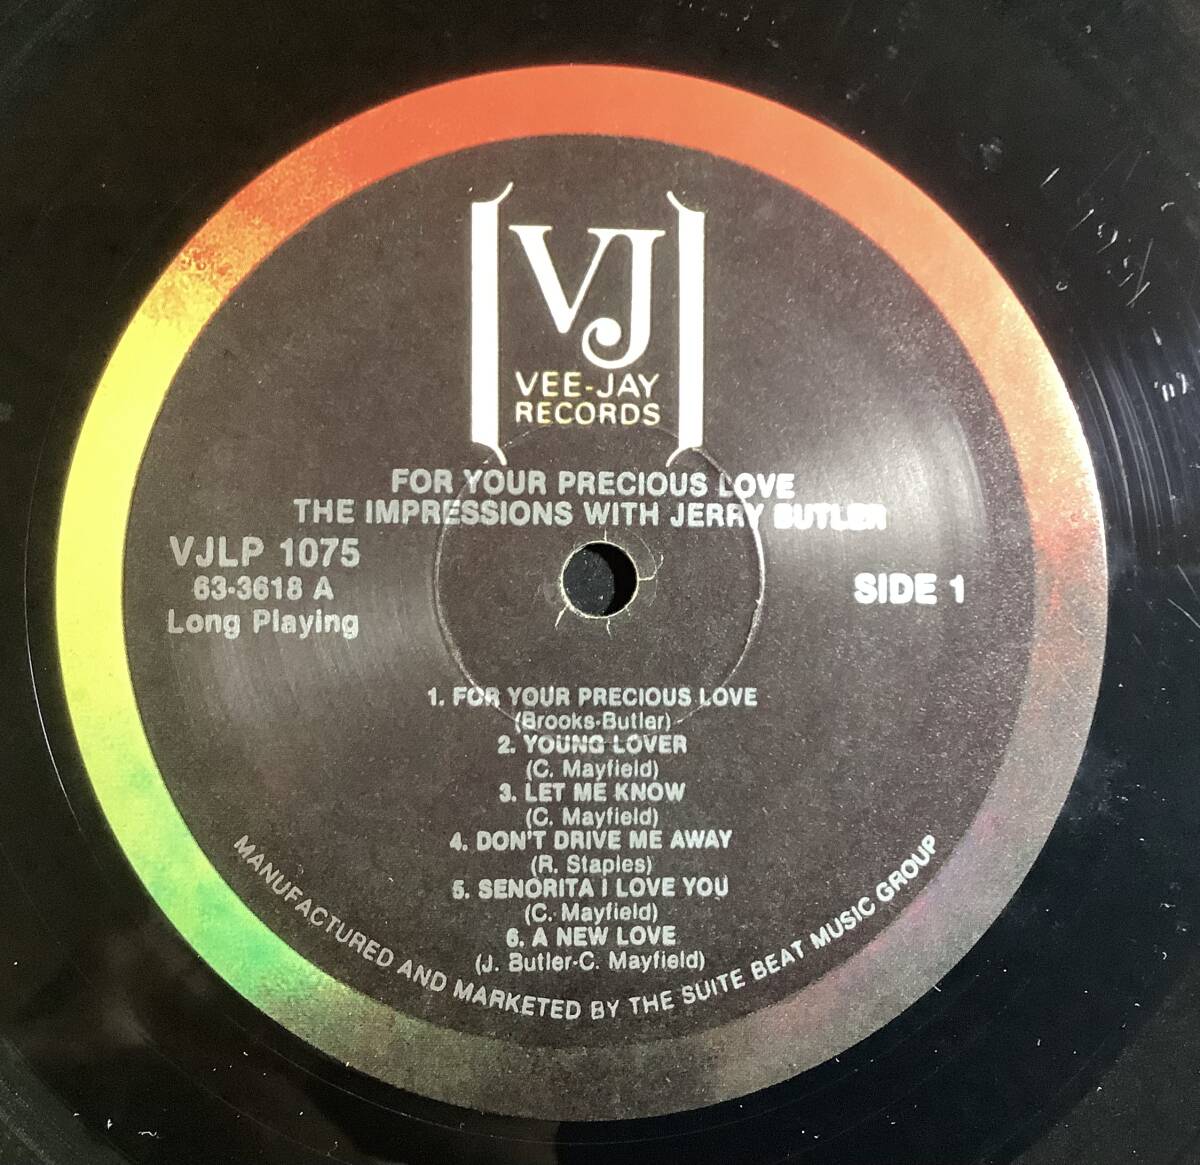 VJ
VEE-JAY
RECORDS
FOR YOUR PRECIOUS LOVE
THE IMPRESSIONS WITH JERRY BUTLER
VJLP 1075
63-3618 A
Long Playing
SIDE 1
1. FOR YOUR PRECIOUS LOVE
(Brooks-Butler)
2. YOUNG LOVER
(C. Mayfield)
3. LET ME KNOW
(C. Mayfield)
4. DON'T DRIVE ME AWAY
(R. Staples)
5. SENORITA I LOVE YOU
(C. Mayfield)
6. A NEW LOVE
(J. Butler-C. Mayfield)
MANUFACTURED AND MARKETED BY THE SUITE BEAT MUSIC GROUP